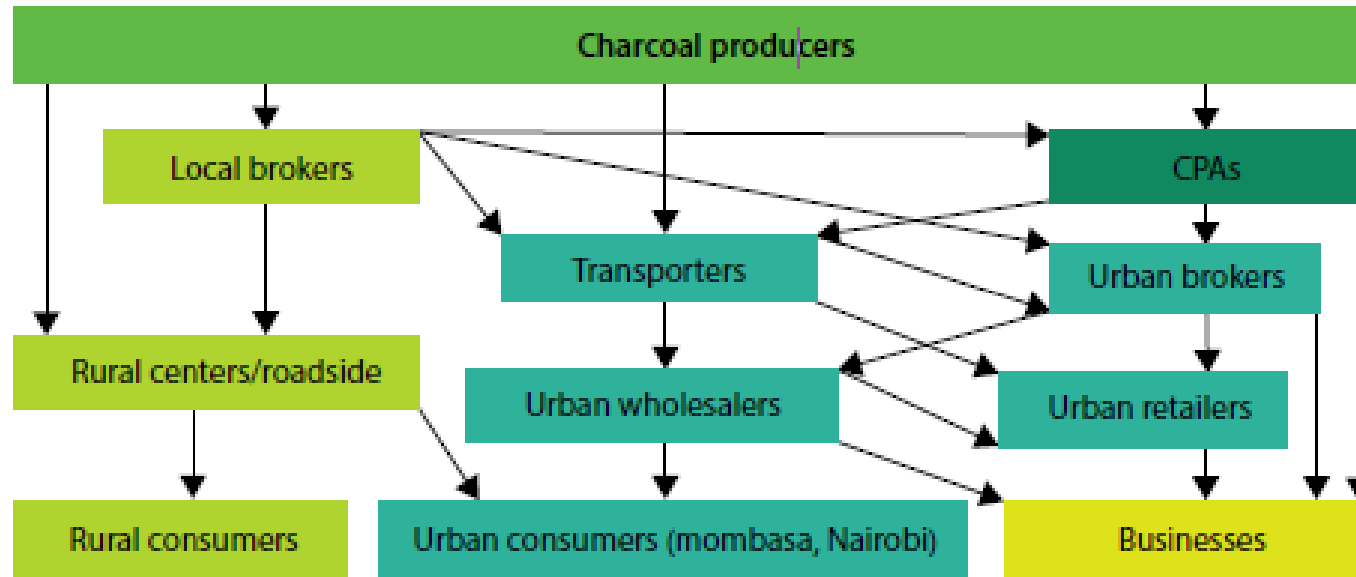 Charcoal producers
Local brokers
CPAs
Transporters
Urban brokers
Rural centers/roadside
Urban wholesalers
Urban retailers
Rural consumers
Urban consumers (mombasa, Nairobi)
Businesses